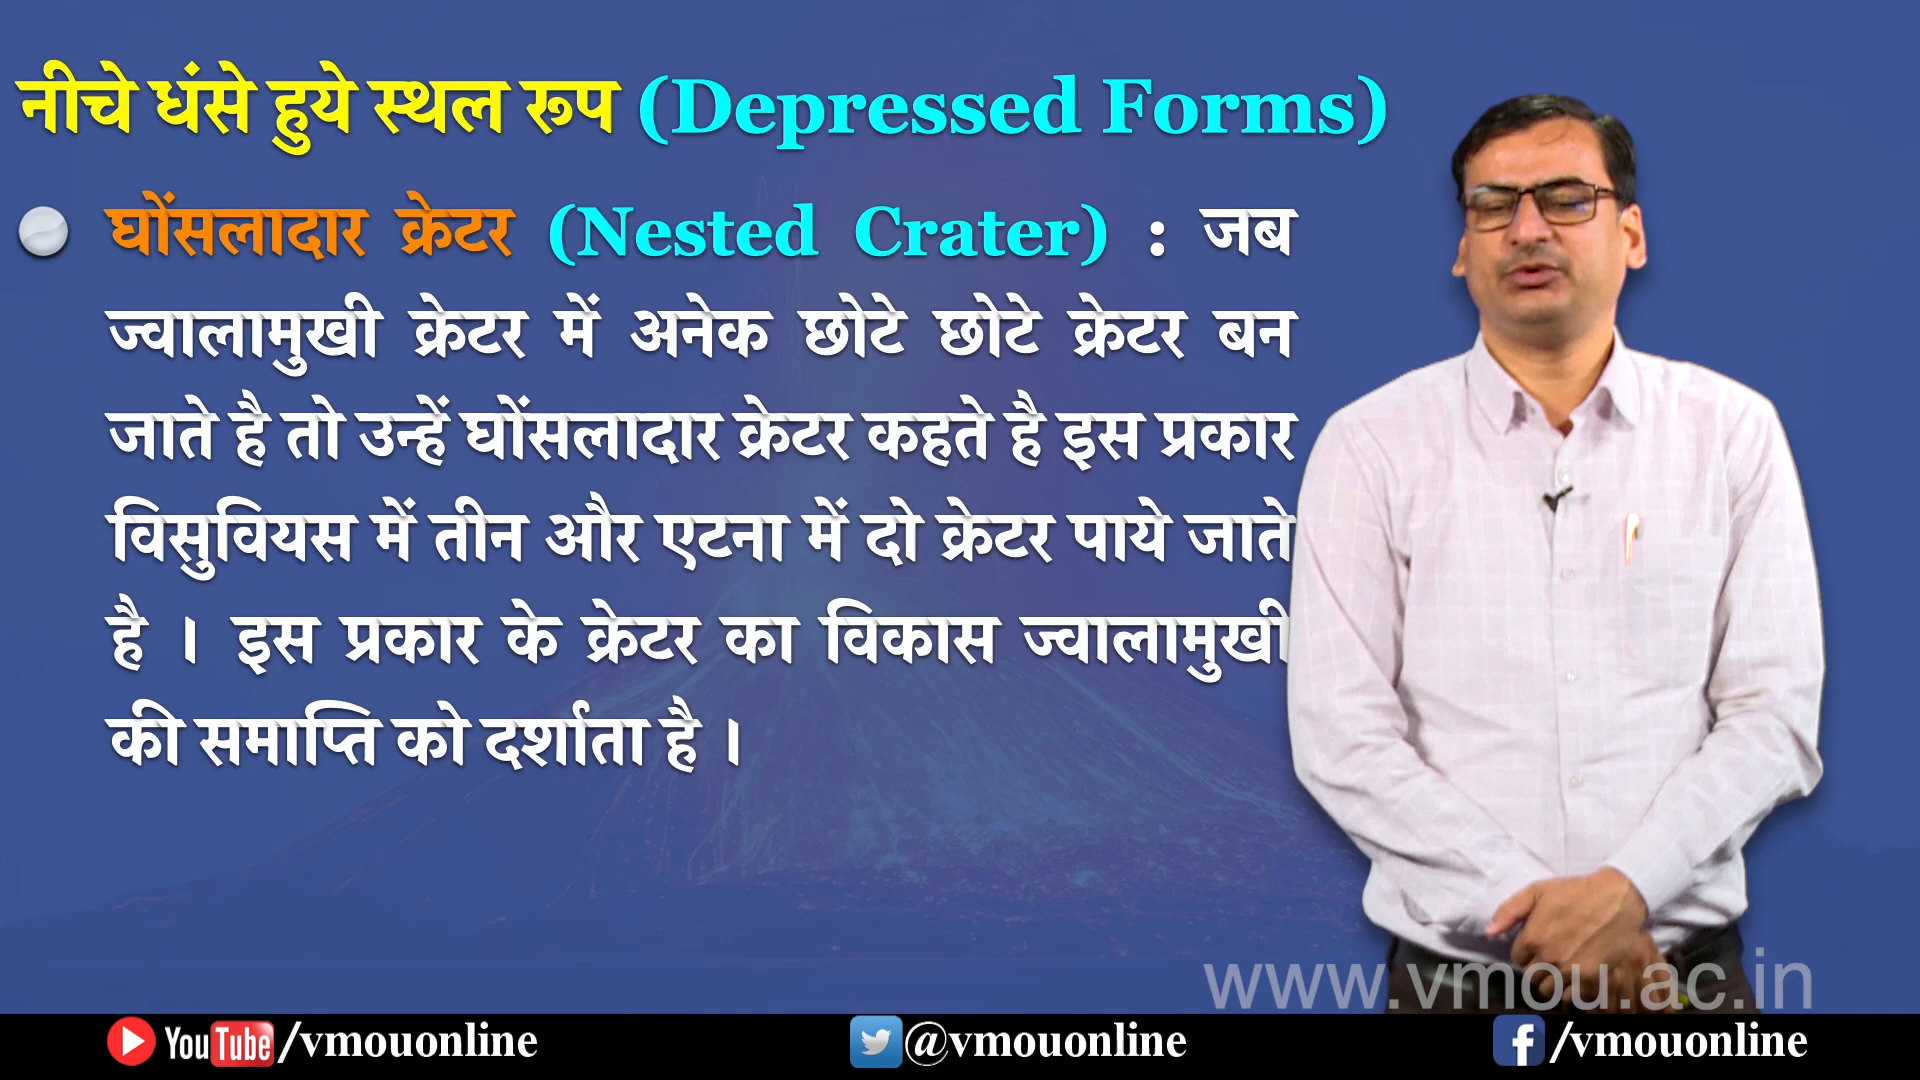 नीचे धंसे हुये स्थल रूप (Depressed Forms)
घोंसलादार क्रेटर (Nested Crater) : जब
ज्वालामुखी क्रेटर में अनेक छोटे छोटे क्रेटर बन
जाते है तो उन्हें घोंसलादार क्रेटर कहते है इस प्रकार
विसुवियस में तीन और एटना में दो क्रेटर पाये जाते
है । इस प्रकार के क्रेटर का विकास ज्वालामुखी
की समाप्ति को दर्शाता है ।
www.vmou.ac.in
YouTube /vmouonline @vmouonline f /vmouonline